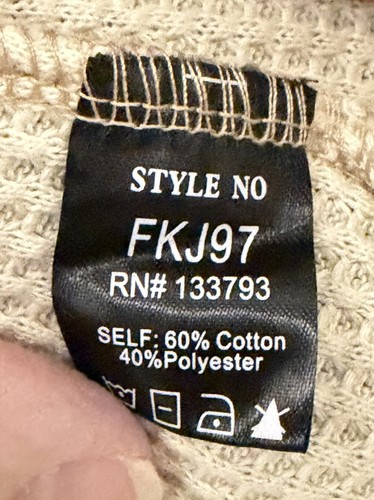 STYLE NO
FKJ97
RN# 133793
SELF: 60% Cotton
40%Polyester